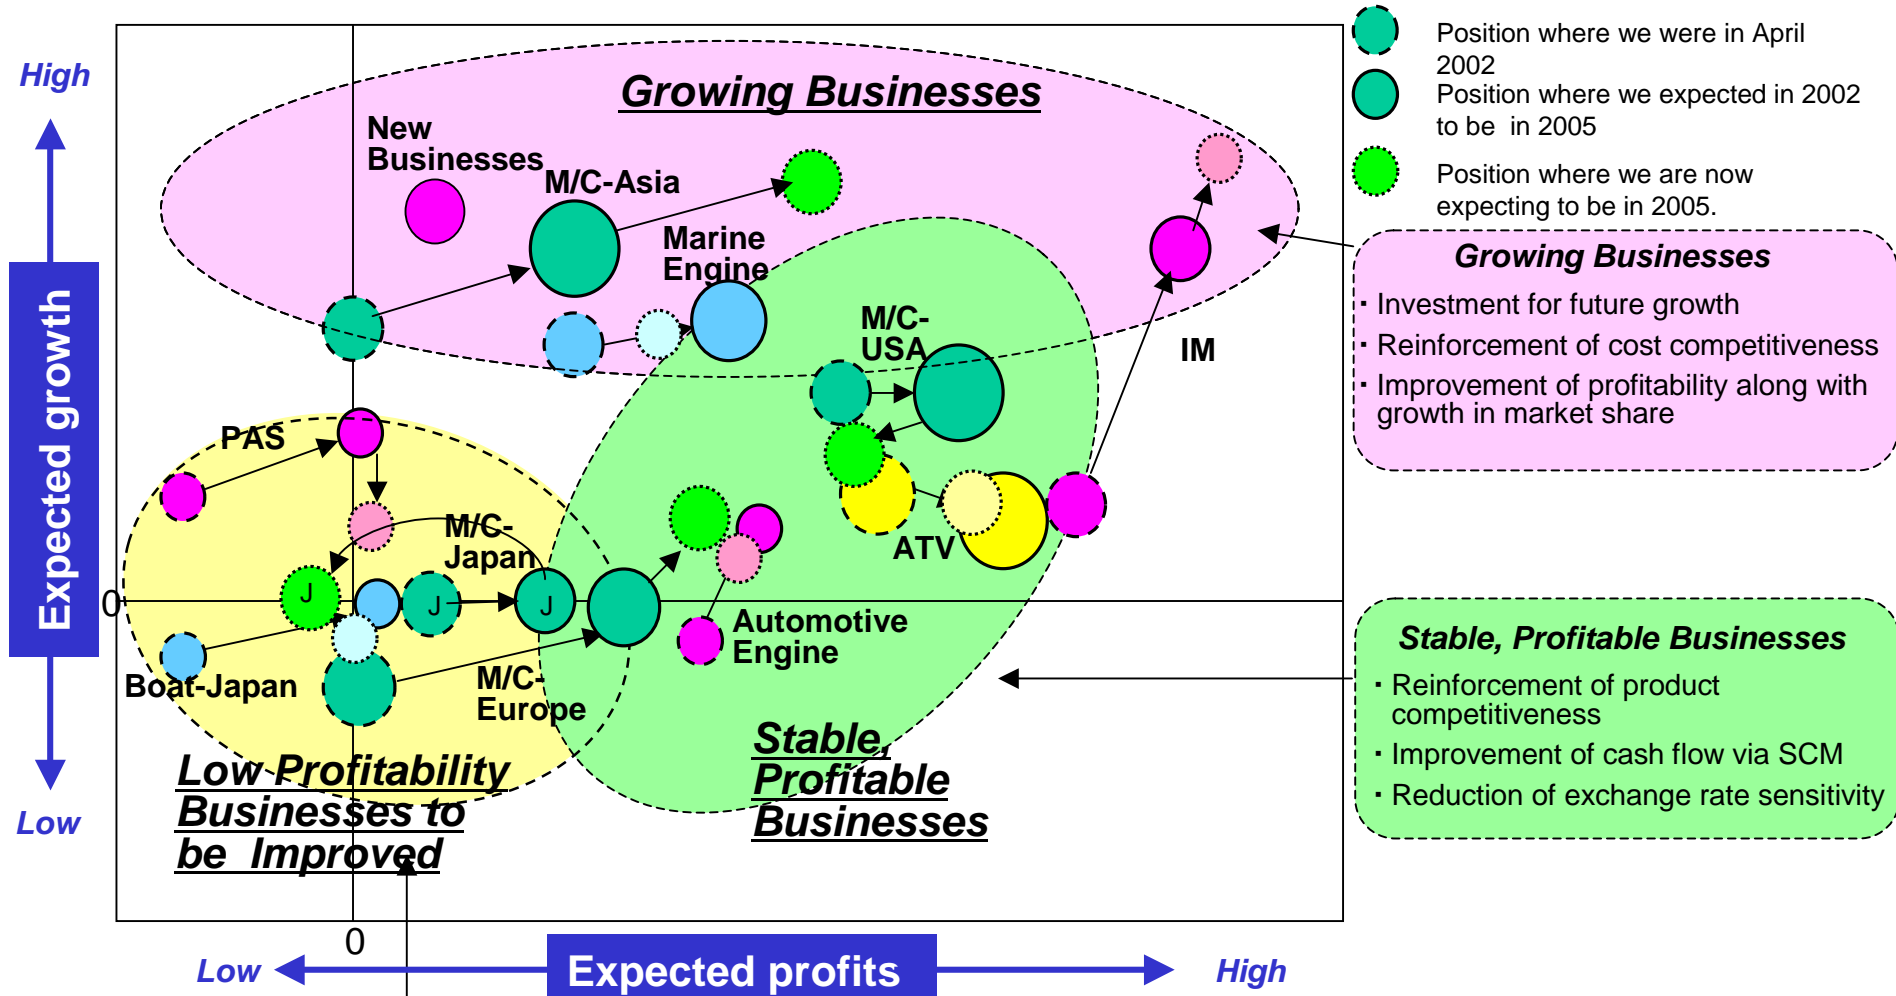 High
Expected growth
Low
0
0
Low
Expected profits
High
Growing Businesses
New
Businesses
M/C-Asia
Marine
Engine
M/C-
USA
IM
PAS
M/C-
Japan
ATV
J
J
J
Automotive
Engine
Boat-Japan
M/C-
Europe
Low Profitability
Businesses to
be Improved
Stable,
Profitable
Businesses
Position where we were in April
2002
Position where we expected in 2002
to be in 2005
Position where we are now
expecting to be in 2005.
Growing Businesses
· Investment for future growth
· Reinforcement of cost competitiveness
· Improvement of profitability along with
growth in market share
Stable, Profitable Businesses
· Reinforcement of product
competitiveness
· Improvement of cash flow via SCM
· Reduction of exchange rate sensitivity